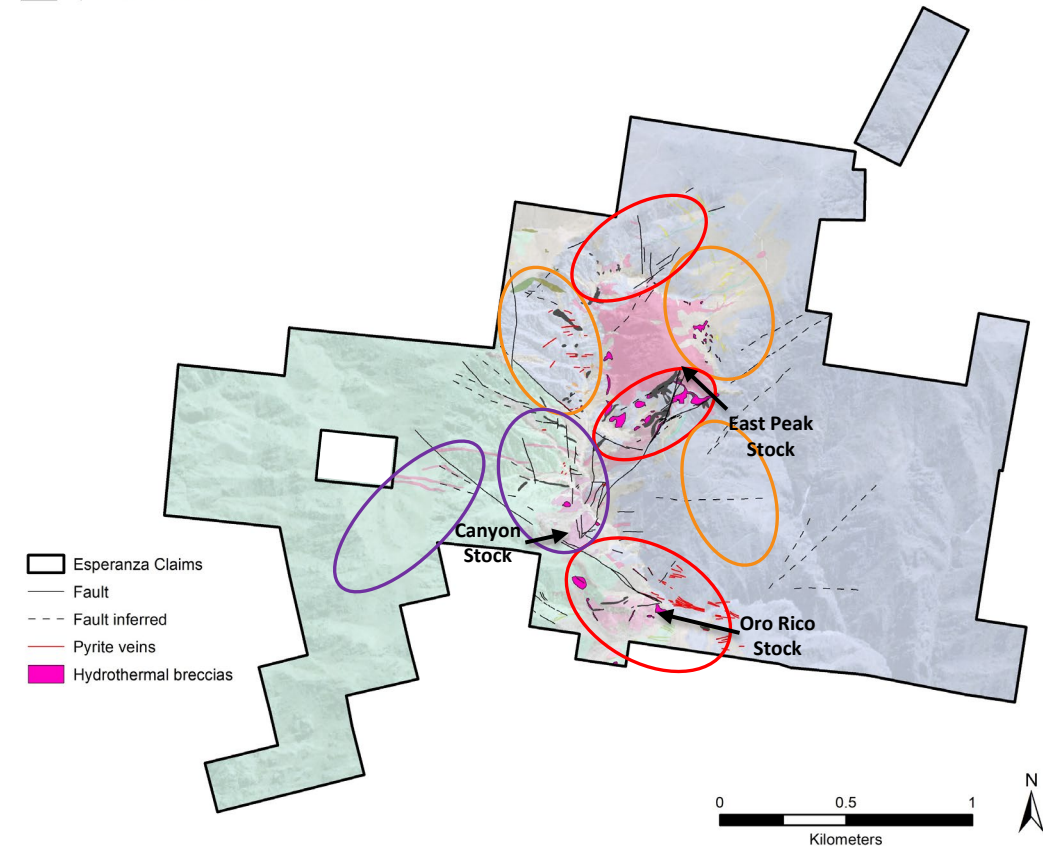 East Peak
Stock
Canyon
Stock
Oro Rico
Stock
Esperanza Claims
Fault
Fault inferred
Pyrite veins
Hydrothermal breccias
N
0 0.5 1
Kilometers